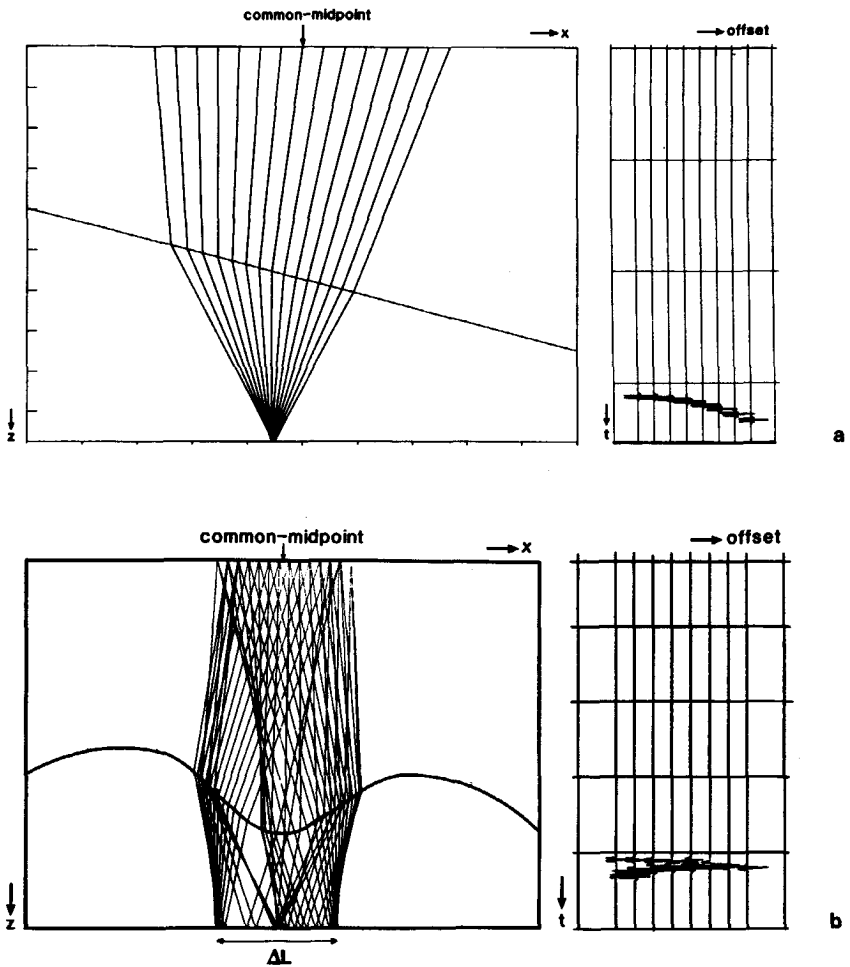 common-midpoint
x
offset
z
t
a
common-midpoint
x
offset
z
t
b
ΔL